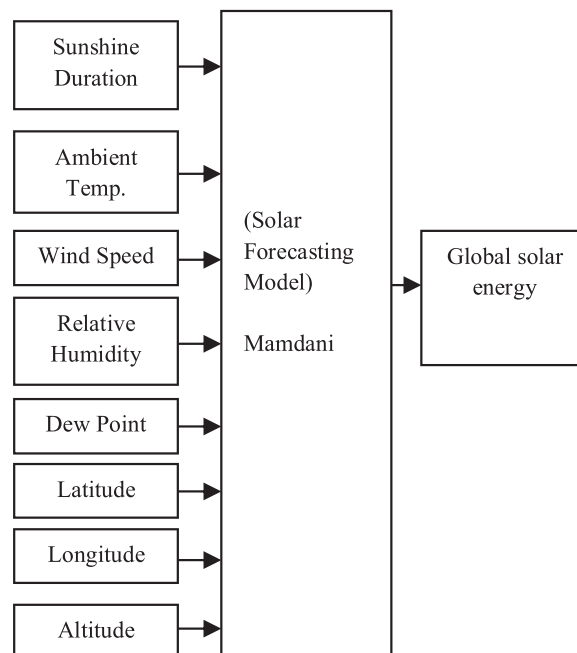 Sunshine
Duration
Ambient
Temp.
Wind Speed
Relative
Humidity
Dew Point
Latitude
Longitude
Altitude
(Solar
Forecasting
Model)
Mamdani
Global solar
energy